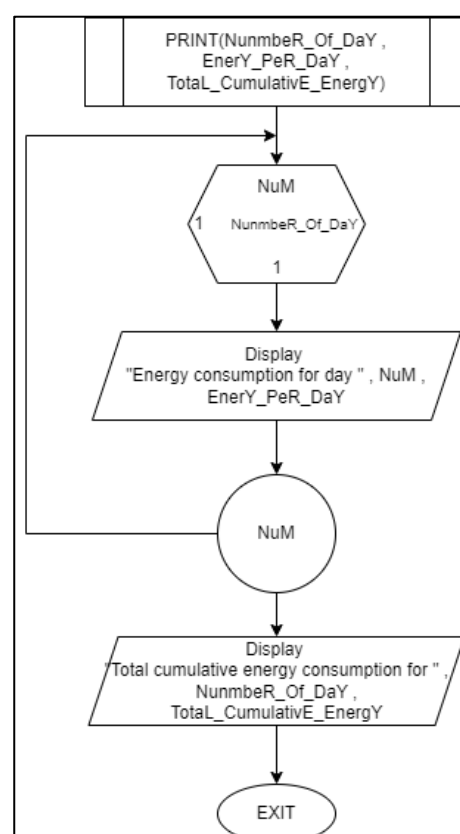 PRINT(NunmbeR_Of_DaY ,
EnerY_PeR_DaY ,
TotaL_CumulativE_EnergY)
NuM
1 NunmbeR_Of_DaY
1
Display
"Energy consumption for day " , NuM ,
EnerY_PeR_DaY
NuM
Display
"Total cumulative energy consumption for " ,
NunmbeR_Of_DaY ,
TotaL_CumulativE_EnergY
EXIT